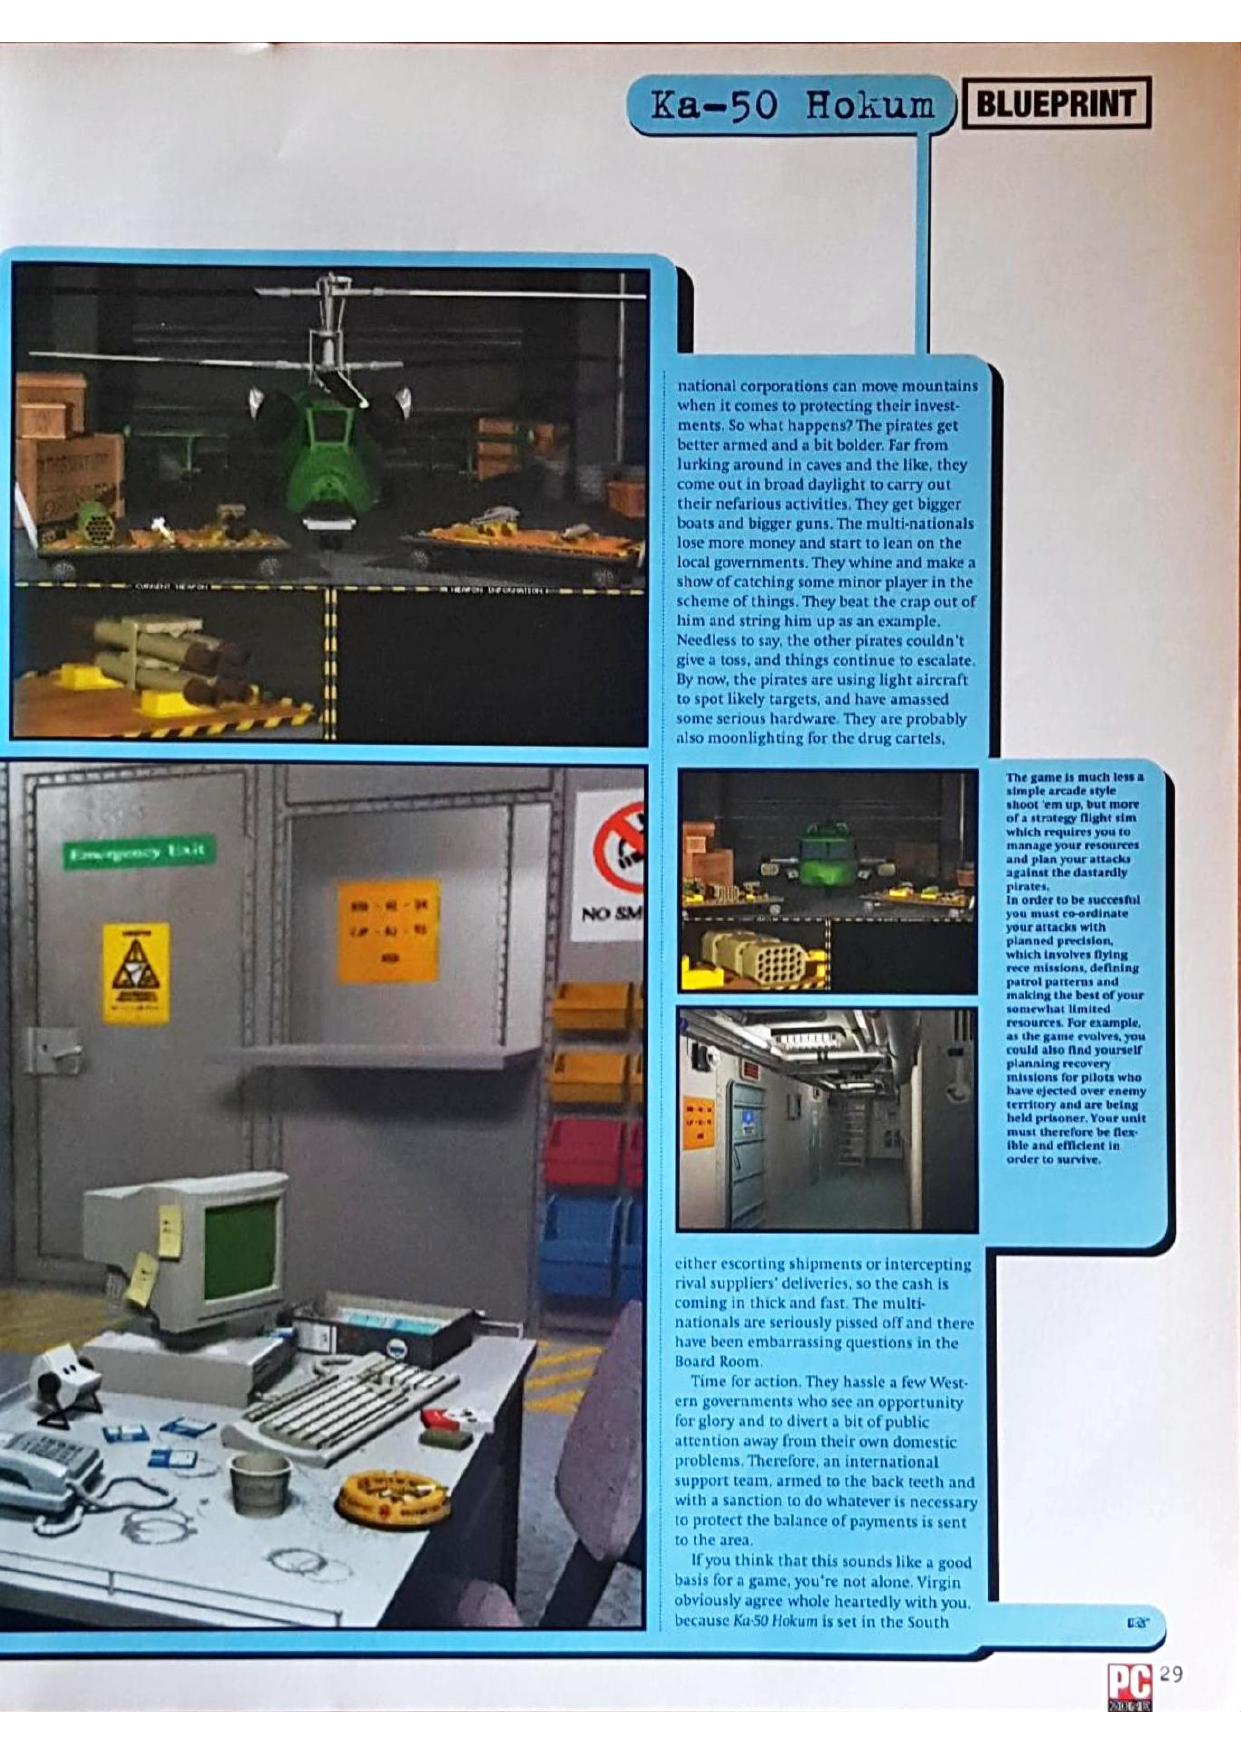 Ka-50 Hokum
BLUEPRINT
national corporations can move mountains
when it comes to protecting their invest-
ments. So what happens? The pirates get
better armed and a bit bolder. Far from
lurking around in caves and the like, they
come out in broad daylight to carry out
their nefarious activities. They get bigger
boats and bigger guns. The multi-nationals
lose more money and start to lean on the
local governments. They whine and make a
show of catching some minor player in the
scheme of things. They beat the crap out of
him and string him up as an example.
Needless to say, the other pirates couldn't
give a toss, and things continue to escalate.
By now, the pirates are using light aircraft
to spot likely targets, and have amassed
some serious hardware. They are probably
also moonlighting for the drug cartels,
either escorting shipments or intercepting
rival suppliers' deliveries, so the cash is
coming in thick and fast. The multi-
nationals are seriously pissed off and there
have been embarrassing questions in the
Board Room.
Time for action. They hassle a few West-
ern governments who see an opportunity
for glory and to divert a bit of public
attention away from their own domestic
problems. Therefore, an international
support team, armed to the back teeth and
with a sanction to do whatever is necessary
to protect the balance of payments is sent
to the area.
If you think that this sounds like a good
basis for a game, you're not alone. Virgin
obviously agree whole heartedly with you,
because Ka-50 Hokum is set in the South
The game is much less a
simple arcade style
shoot 'em up, but more
of a strategy flight sim
which requires you to
manage your resources
and plan your attacks
against the dastardly
pirates.
In order to be succesful
you must co-ordinate
your attacks with
planned precision,
which involves flying
rece missions, defining
patrol patterns and
making the best of your
somewhat limited
resources. For example,
as the game evolves, you
could also find yourself
planning recovery
missions for pilots who
have ejected over enemy
territory and are being
held prisoner. Your unit
must therefore be flex-
ible and efficient in
order to survive.
CURRENT WEAPON
WEAPON INFORMATION
Emergency Exit
NO SM
PC
ZONE
29